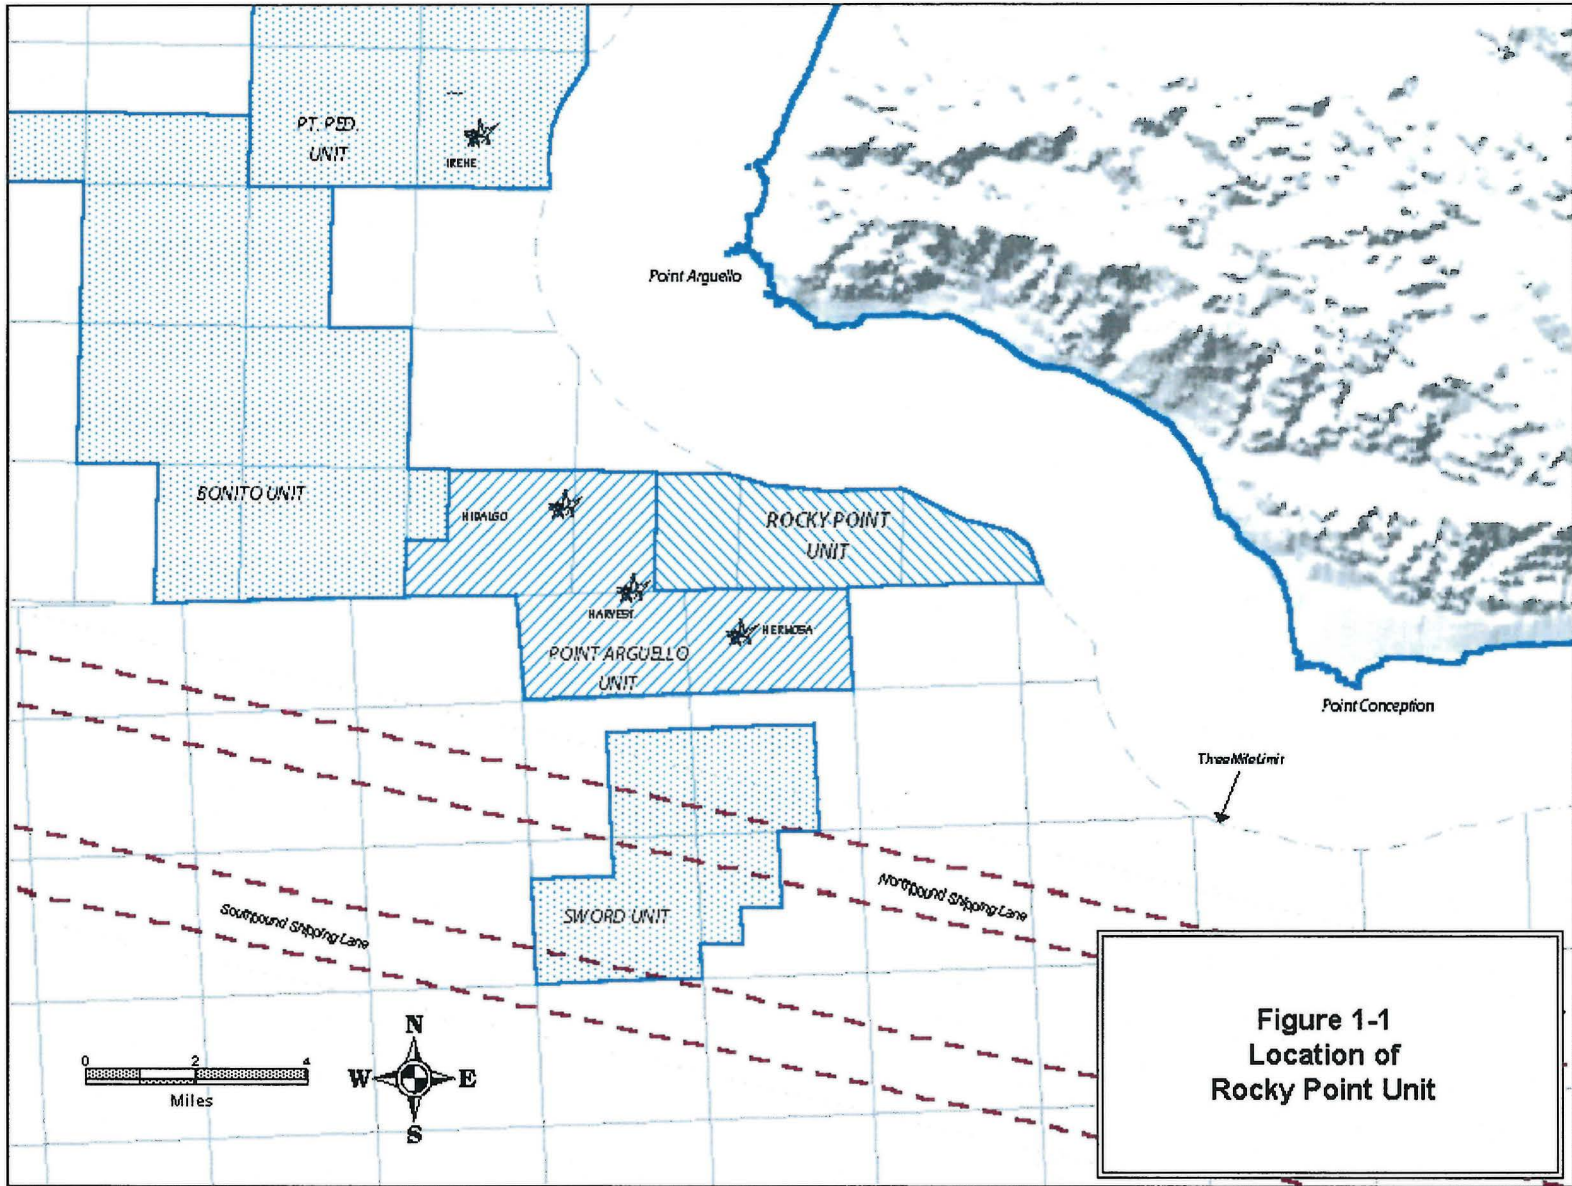 PT. PED.
UNIT
IRENE
Point Arguello
BONITO UNIT
HIDALGO
ROCKY POINT
UNIT
HARVEST
HERMOSA
POINT ARGUELLO
UNIT
Point Conception
Three Mile Limit
Northbound Shipping Lane
Southbound Shipping Lane
SWORD UNIT
0 2 4
Miles
N
W E
S
Figure 1-1
Location of
Rocky Point Unit